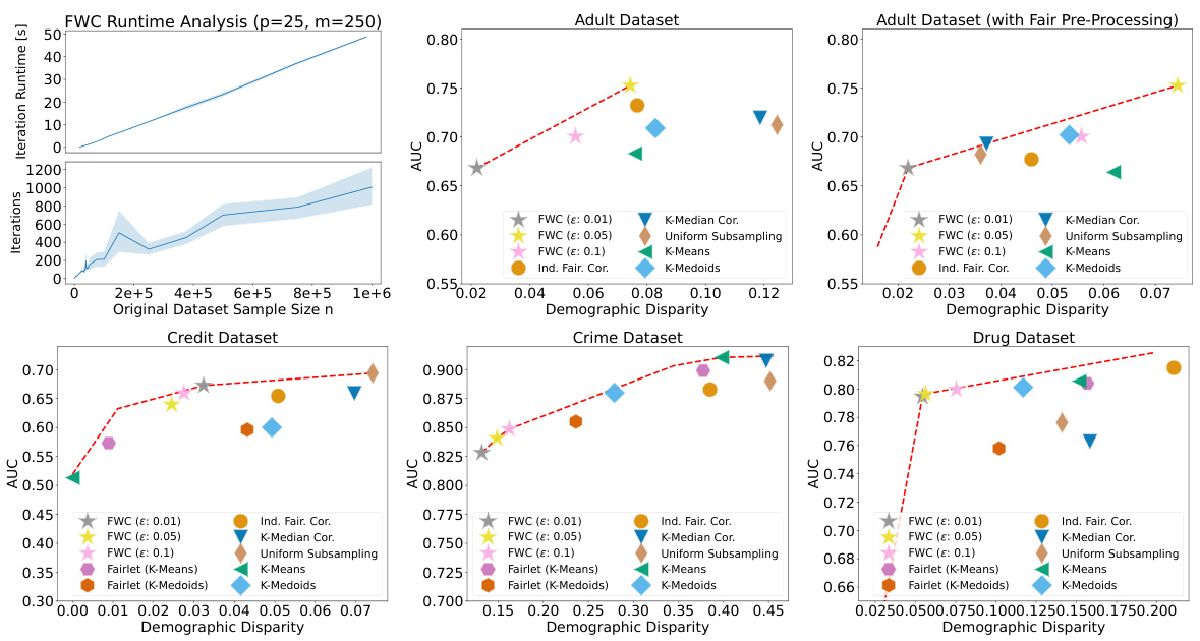 FWC Runtime Analysis (p=25, m=250)
Iteration Runtime [s]
50
40
30
20
10
0
Iterations
1200
1000
800
600
400
200
0
0 2e+5 4e+5 6e+5 8e+5 1e+6
Original Dataset Sample Size n
Adult Dataset
AUC
0.80
0.75
0.70
0.65
0.60
0.55
FWC (ε: 0.01)
FWC (ε: 0.05)
FWC (ε: 0.1)
Ind. Fair. Cor.
K-Median Cor.
Uniform Subsampling
K-Means
K-Medoids
0.02 0.04 0.06 0.08 0.10 0.12
Demographic Disparity
Adult Dataset (with Fair Pre-Processing)
AUC
0.80
0.75
0.70
0.65
0.60
0.55
FWC (ε: 0.01)
FWC (ε: 0.05)
FWC (ε: 0.1)
Ind. Fair. Cor.
K-Median Cor.
Uniform Subsampling
K-Means
K-Medoids
0.02 0.03 0.04 0.05 0.06 0.07
Demographic Disparity
Credit Dataset
AUC
0.70
0.65
0.60
0.55
0.50
0.45
0.40
0.35
0.30
FWC (ε: 0.01)
FWC (ε: 0.05)
FWC (ε: 0.1)
Fairlet (K-Means)
Fairlet (K-Medoids)
Ind. Fair. Cor.
K-Median Cor.
Uniform Subsampling
K-Means
K-Medoids
0.00 0.01 0.02 0.03 0.04 0.05 0.06 0.07
Demographic Disparity
Crime Dataset
AUC
0.900
0.875
0.850
0.825
0.800
0.775
0.750
0.725
0.700
FWC (ε: 0.01)
FWC (ε: 0.05)
FWC (ε: 0.1)
Fairlet (K-Means)
Fairlet (K-Medoids)
Ind. Fair. Cor.
K-Median Cor.
Uniform Subsampling
K-Means
K-Medoids
0.15 0.20 0.25 0.30 0.35 0.40 0.45
Demographic Disparity
Drug Dataset
AUC
0.82
0.80
0.78
0.76
0.74
0.72
0.70
0.68
0.66
FWC (ε: 0.01)
FWC (ε: 0.05)
FWC (ε: 0.1)
Fairlet (K-Means)
Fairlet (K-Medoids)
Ind. Fair. Cor.
K-Median Cor.
Uniform Subsampling
K-Means
K-Medoids
0.025 0.050 0.075 0.100 0.125 0.150 0.175 0.200
Demographic Disparity